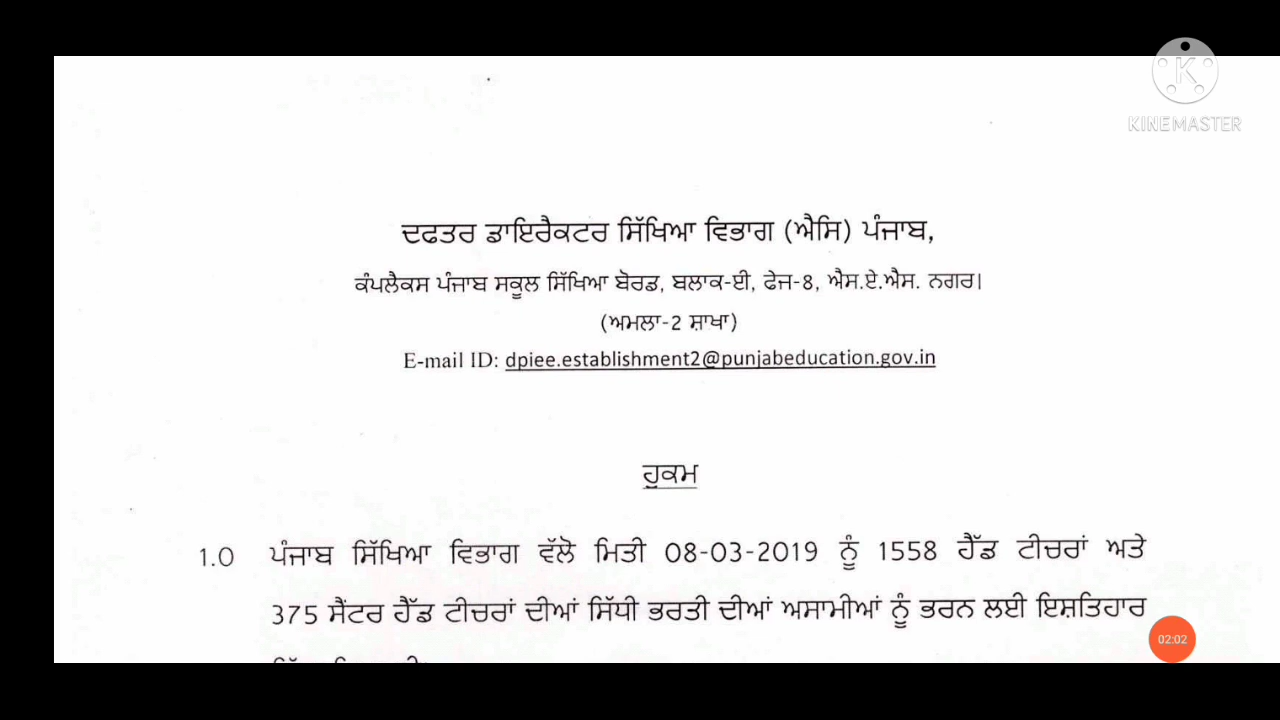 KINEMASTER
ਦਫਤਰ ਡਾਇਰੈਕਟਰ ਸਿੱਖਿਆ ਵਿਭਾਗ (ਐਸਿ) ਪੰਜਾਬ,
ਕੰਪਲੈਕਸ ਪੰਜਾਬ ਸਕੂਲ ਸਿੱਖਿਆ ਬੋਰਡ, ਬਲਾਕ-ਈ, ਫੇਜ-8, ਐਸ.ਏ.ਐਸ. ਨਗਰ।
(ਅਮਲਾ-2 ਸ਼ਾਖਾ)
E-mail ID: dpiee.establishment2@punjabeducation.gov.in
ਹੁਕਮ
1.0 ਪੰਜਾਬ ਸਿੱਖਿਆ ਵਿਭਾਗ ਵੱਲੋ ਮਿਤੀ 08-03-2019 ਨੂੰ 1558 ਹੈੱਡ ਟੀਚਰਾਂ ਅਤੇ
375 ਸੈਂਟਰ ਹੈੱਡ ਟੀਚਰਾਂ ਦੀਆਂ ਸਿੱਧੀ ਭਰਤੀ ਦੀਆਂ ਅਸਾਮੀਆਂ ਨੂੰ ਭਰਨ ਲਈ ਇਸ਼ਤਿਹਾਰ
02:02